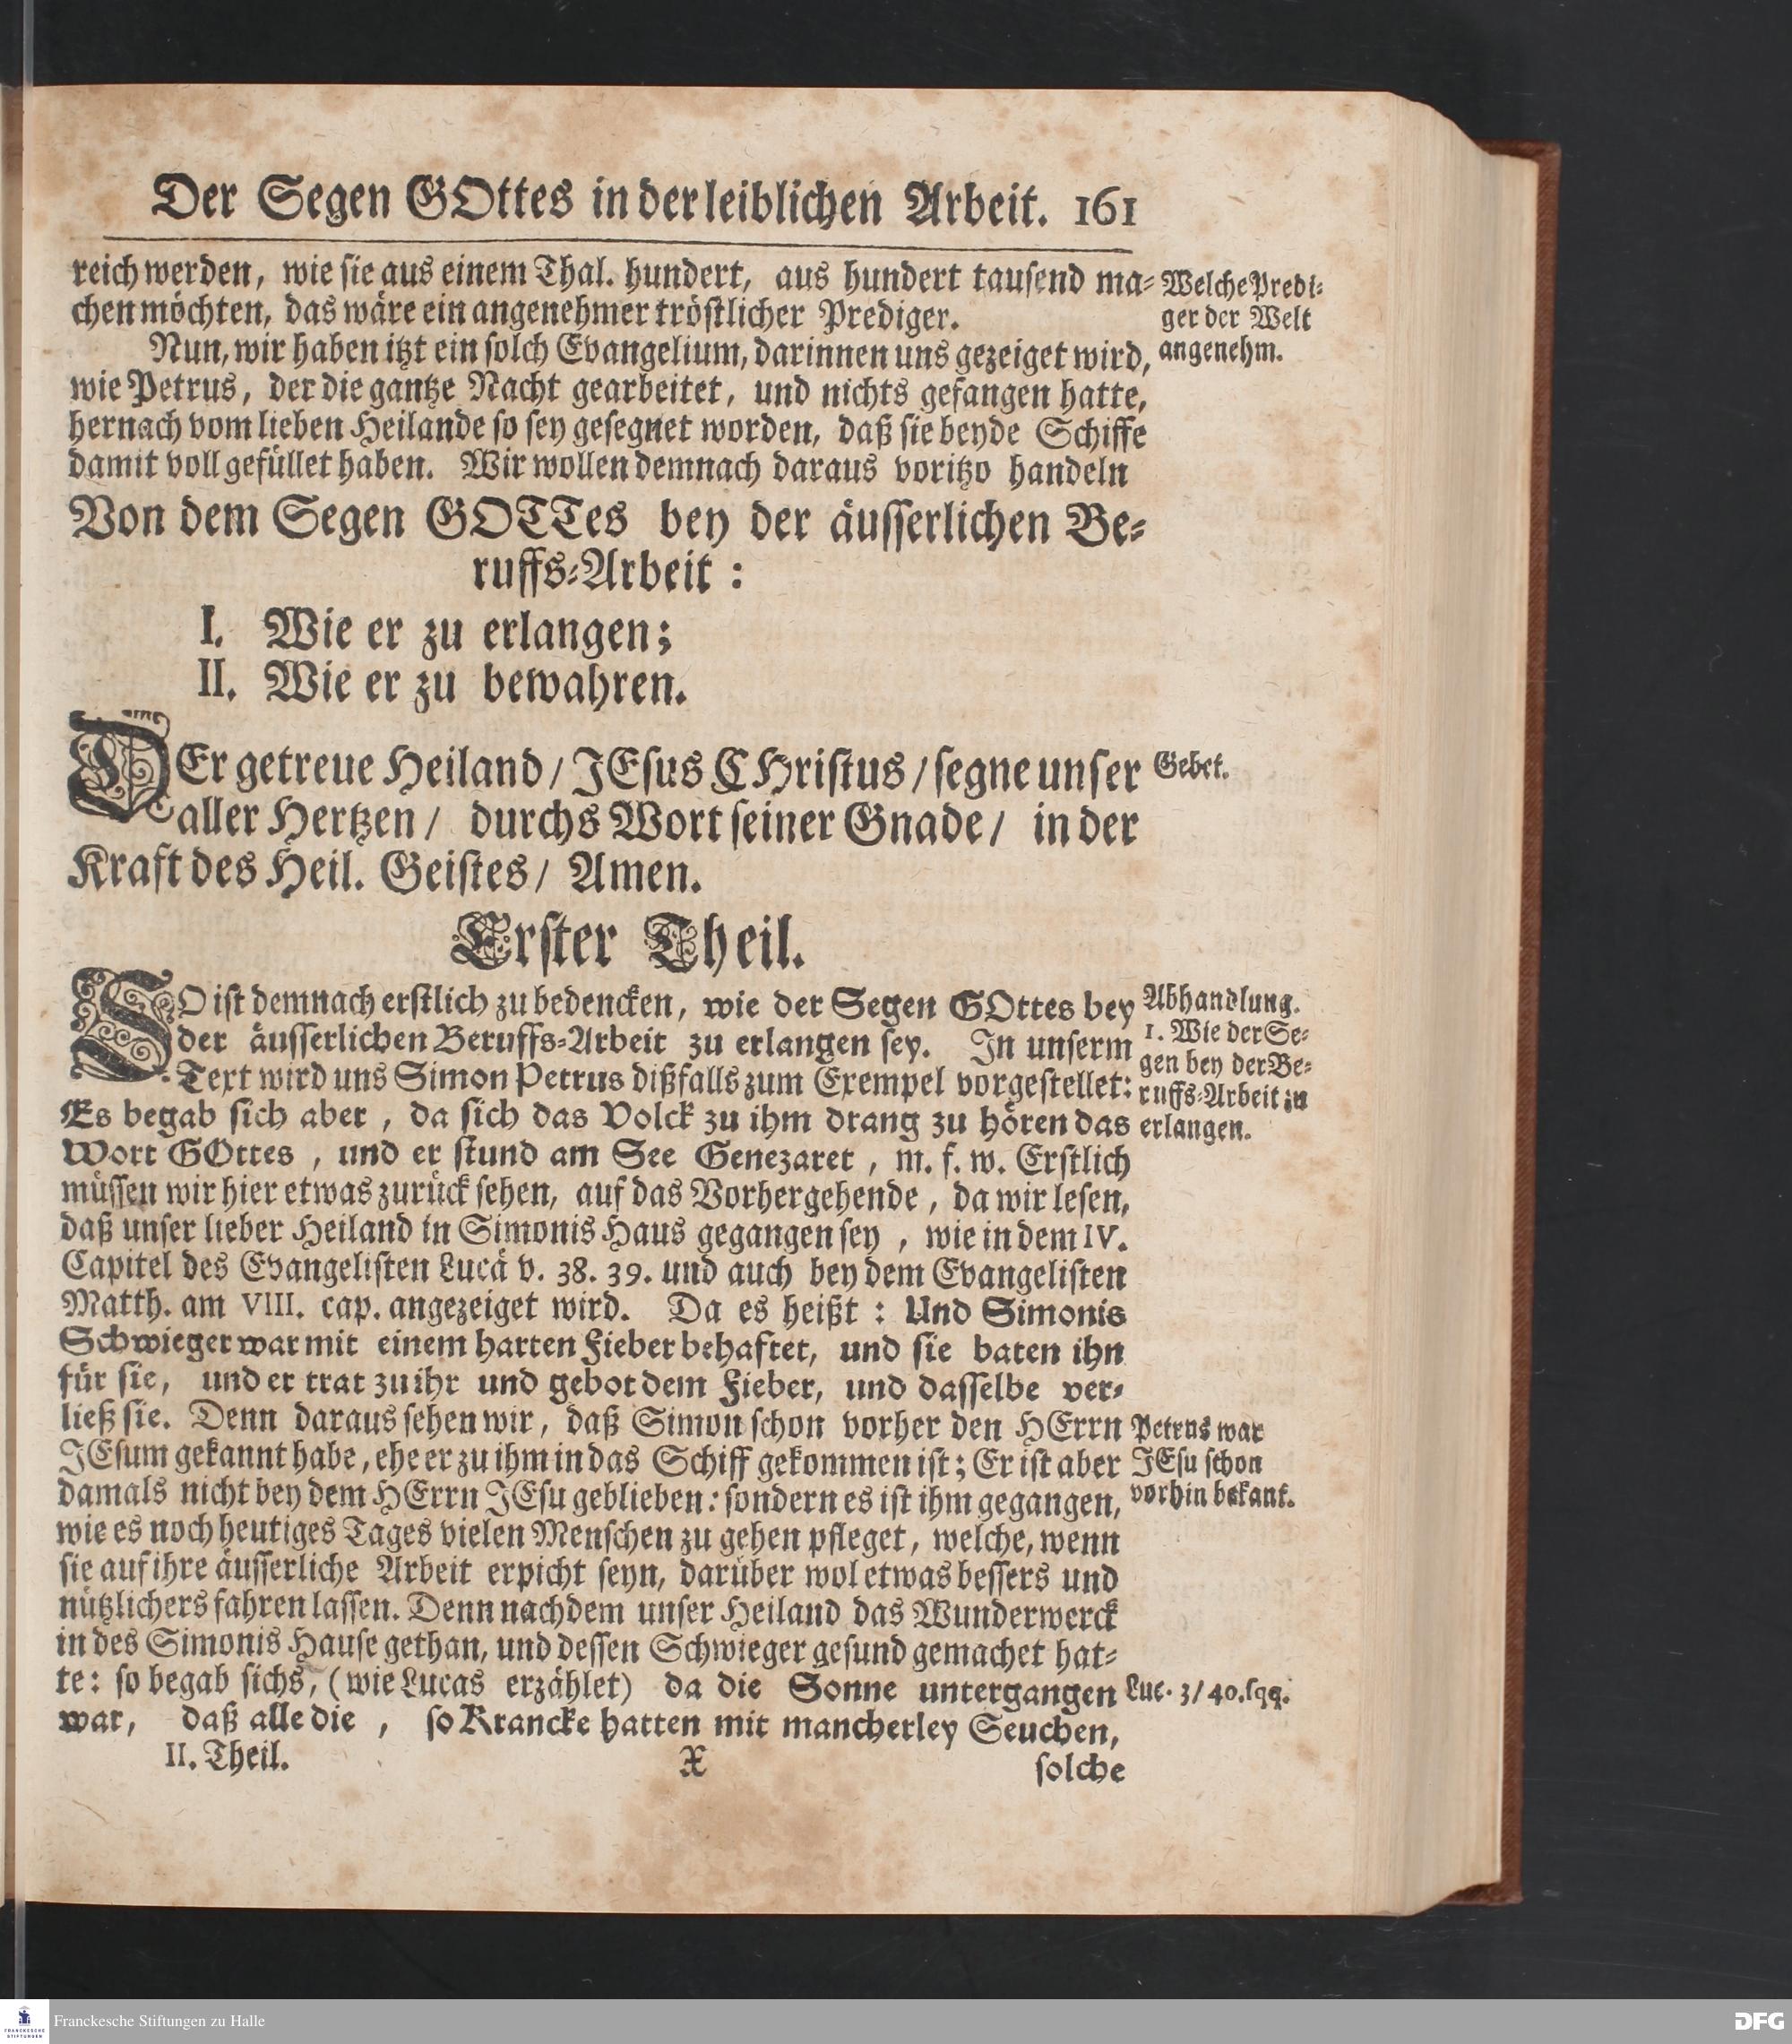 Der Segen GOttes in der leiblichen Arbeit. 161
reich werden, wie sie aus einem Thal. hundert, aus hundert tausend ma-
chen möchten, das wäre ein angenehmer tröstlicher Prediger.
Welche Predi-
ger der Welt
angenehm.
Nun, wir haben itzt ein solch Evangelium, darinnen uns gezeiget wird,
wie Petrus, der die gantze Nacht gearbeitet, und nichts gefangen hatte,
hernach vom lieben Heilande so sey gesegnet worden, daß sie beyde Schiffe
damit voll gefüllet haben. Wir wollen demnach daraus voritzo handeln
Von dem Segen GOTTes bey der äusserlichen Be-
ruffs-Arbeit:
I. Wie er zu erlangen;
II. Wie er zu bewahren.
DEr getreue Heiland/ JEsus CHristus/ segne unser
aller Hertzen/ durchs Wort seiner Gnade/ in der
Kraft des Heil. Geistes/ Amen.
Gebet.
Erster Theil.
SO ist demnach erstlich zu bedencken, wie der Segen GOttes bey
der äusserlichen Beruffs-Arbeit zu erlangen sey. In unserm
Text wird uns Simon Petrus dißfalls zum Exempel vorgestellet:
Es begab sich aber, da sich das Volck zu ihm drang zu hören das
Wort GOttes, und er stund am See Genezaret, m. f. w. Erstlich
Abhandlung.
1. Wie der Se-
gen bey der Be-
ruffs-Arbeit zu
erlangen.
müssen wir hier etwas zurück sehen, auf das Vorhergehende, da wir lesen,
daß unser lieber Heiland in Simonis Haus gegangen sey, wie in dem IV.
Capitel des Evangelisten Lucä v. 38. 39. und auch bey dem Evangelisten
Matth. am VIII. cap. angezeiget wird. Da es heißt: Und Simonis
Schwieger war mit einem harten Fieber behaftet, und sie baten ihn
für sie, und er trat zu ihr und gebot dem Fieber, und dasselbe ver-
ließ sie. Denn daraus sehen wir, daß Simon schon vorher den HErrn
JEsum gekannt habe, ehe er zu ihm in das Schiff gekommen ist; Er ist aber
damals nicht bey dem HErrn JEsu geblieben: sondern es ist ihm gegangen,
Petrus war
JEsu schon
vorhin bekant.
wie es noch heutiges Tages vielen Menschen zu gehen pfleget, welche, wenn
sie auf ihre äusserliche Arbeit erpicht seyn, darüber wol etwas bessers und
nützlichers fahren lassen. Denn nachdem unser Heiland das Wunderwerck
in des Simonis Hause gethan, und dessen Schwieger gesund gemachet hat-
te: so begab sichs, (wie Lucas erzählet) da die Sonne untergangen
war, daß alle die, so Krancke hatten mit mancherley Seuchen,
Luc. 3/40. sqq.
II. Theil. X solche
Franckesche Stiftungen zu Halle
FRANCKESCHE
STIFTUNGEN
DFG